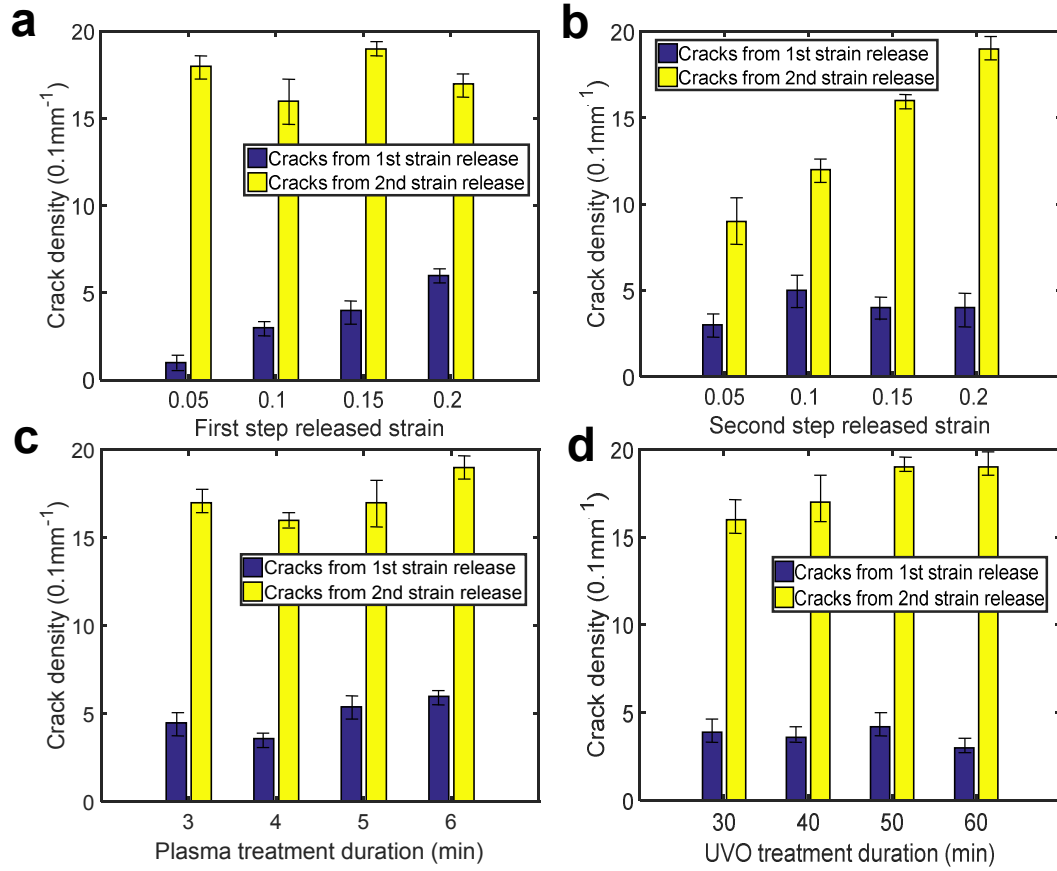 a
20
15
10
5
0
Crack density (0.1mm⁻¹)
Cracks from 1st strain release
Cracks from 2nd strain release
0.05 0.1 0.15 0.2
First step released strain
b
20
15
10
5
0
Crack density (0.1mm⁻¹)
Cracks from 1st strain release
Cracks from 2nd strain release
0.05 0.1 0.15 0.2
Second step released strain
c
20
15
10
5
0
Crack density (0.1mm⁻¹)
Cracks from 1st strain release
Cracks from 2nd strain release
3 4 5 6
Plasma treatment duration (min)
d
20
15
10
5
0
Crack density (0.1mm⁻¹)
Cracks from 1st strain release
Cracks from 2nd strain release
30 40 50 60
UVO treatment duration (min)